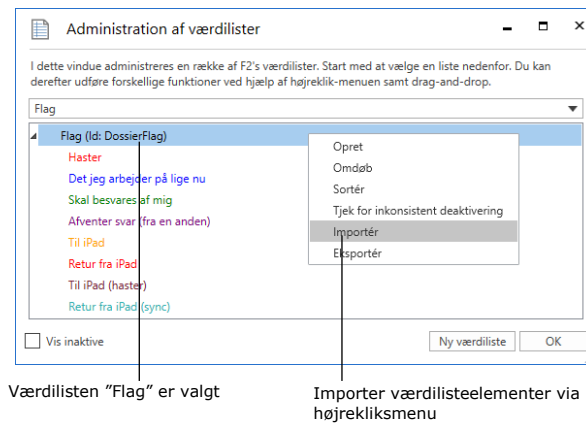 Administration af værdilister
I dette vindue administreres en række af F2's værdilister. Start med at vælge en liste nedenfor. Du kan
derefter udføre forskellige funktioner ved hjælp af højreklik-menuen samt drag-and-drop.
Flag
Flag (Id: DossierFlag)
Haster
Det jeg arbejder på lige nu
Skal besvares af mig
Afventer svar (fra en anden)
Til iPad
Retur fra iPad
Til iPad (haster)
Retur fra iPad (sync)
Opret
Omdøb
Sortér
Tjek for inkonsistent deaktivering
Importér
Eksportér
Vis inaktive
Ny værdiliste
OK
Værdilisten ”Flag” er valgt
Importer værdilisteelementer via
højrekliksmenu